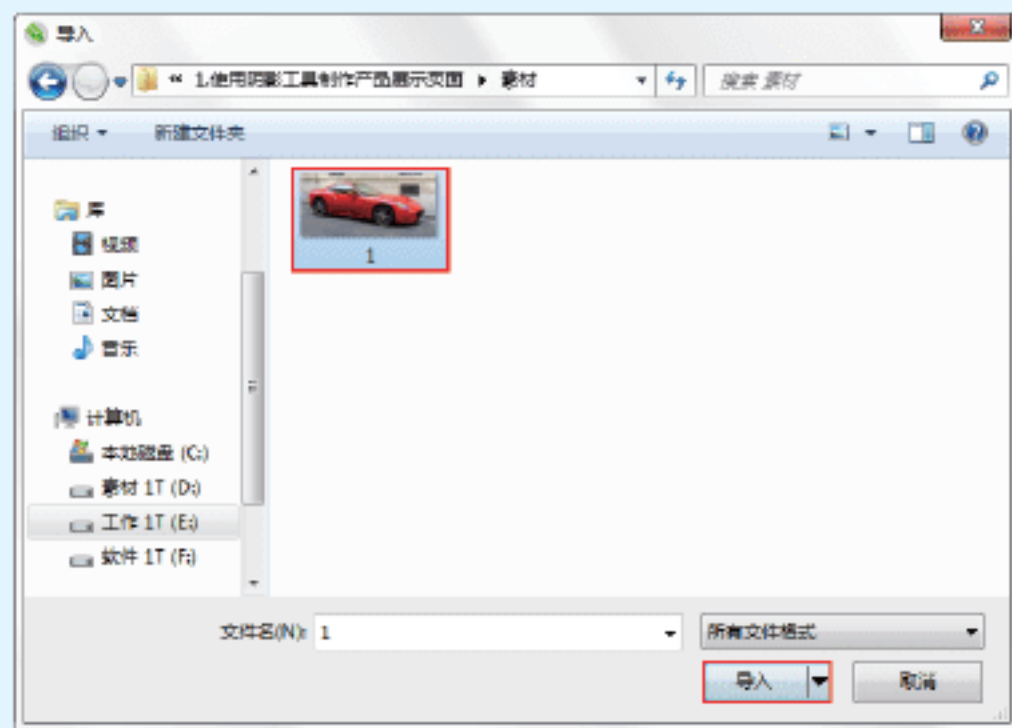 导入
« 1.使用阴影工具制作产品展示页面 ▸ 素材
搜索 素材
组织 新建文件夹
库
视频
图片
文档
音乐
1
计算机
本地磁盘 (C:)
素材 1T (D:)
工作 1T (E:)
软件 1T (F:)
文件名(N): 1
所有文件格式
导入 取消